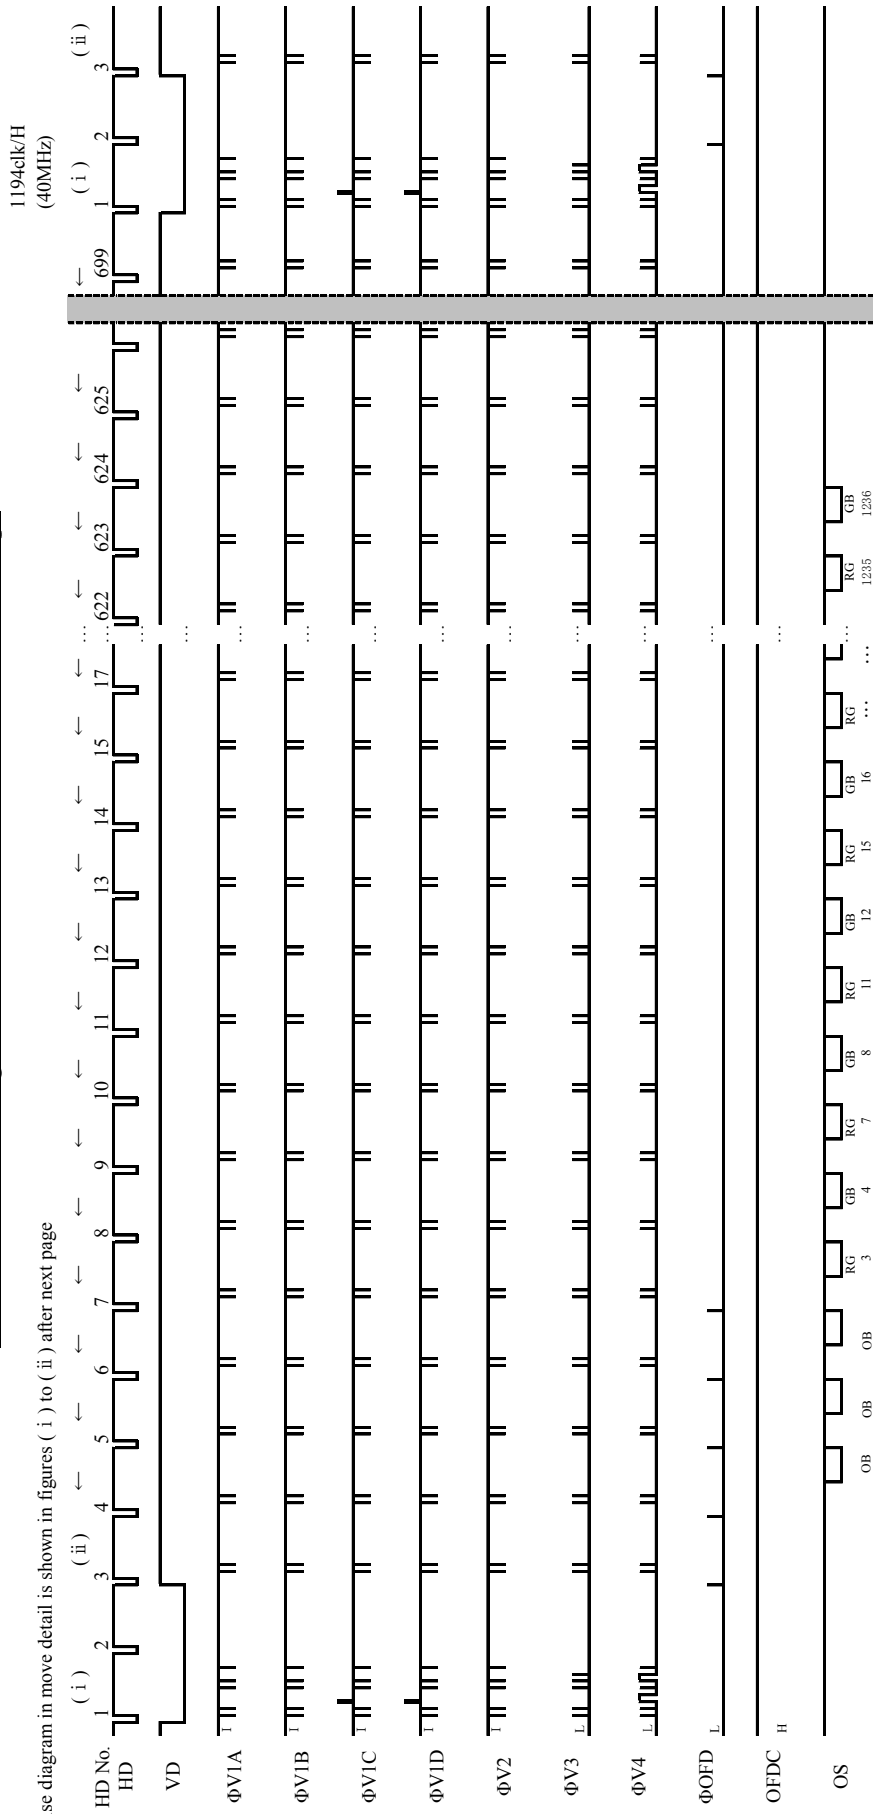 1194clk/H
(40MHz)
se diagram in move detail is shown in figures ( i ) to ( ii ) after next page
( i ) ( ii ) ← ← ← ← ← ← ← ← ← ← ← ← ← ← … ← ← ← ← ← ( i ) ( ii )
HD No. 1 2 3 4 5 6 7 8 9 10 11 12 13 14 15 17 … 622 623 624 625 699 1 2 3
HD …
VD …
ΦV1A I …
ΦV1B I …
ΦV1C I …
ΦV1D I …
ΦV2 I …
ΦV3 L …
ΦV4 L …
ΦOFD L …
OFDC H …
OS …
RG GB RG GB RG GB RG GB RG RG GB
OB OB OB 3 4 7 8 11 12 15 16 … … 1235 1236